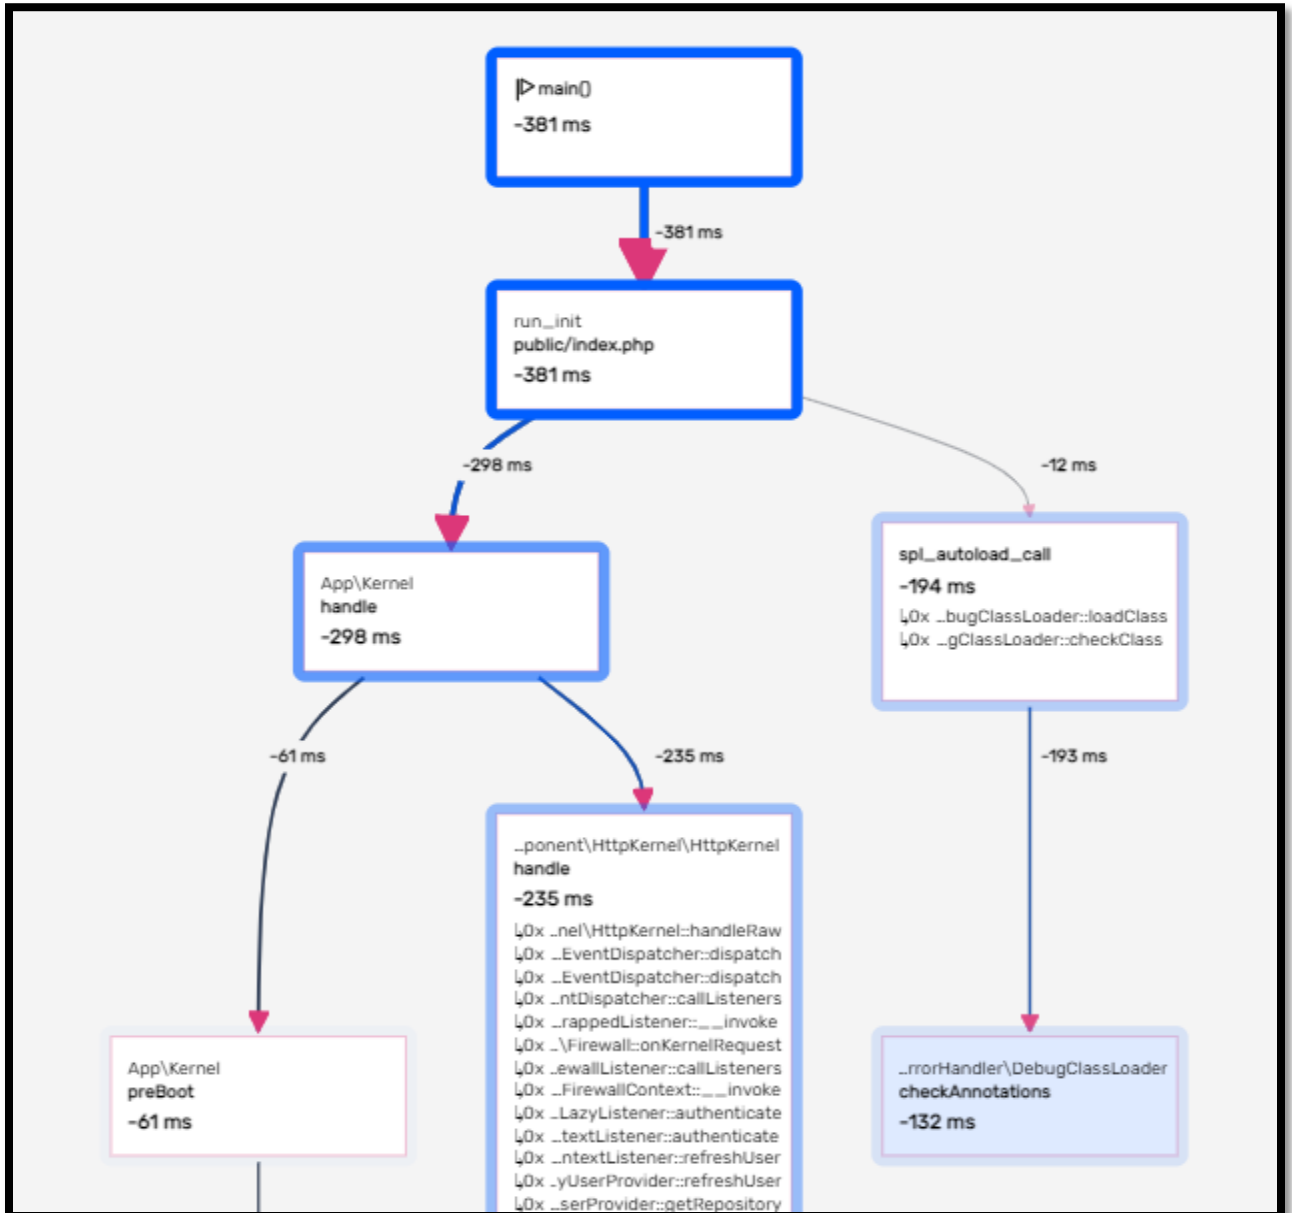 main()
-381 ms
-381 ms
run_init
public/index.php
-381 ms
-298 ms
-12 ms
App\Kernel
handle
-298 ms
spl_autoload_call
-194 ms
↳0x …bugClassLoader::loadClass
↳0x …gClassLoader::checkClass
-61 ms
-235 ms
-193 ms
…ponent\HttpKernel\HttpKernel
handle
-235 ms
↳0x …nel\HttpKernel::handleRaw
↳0x …EventDispatcher::dispatch
↳0x …EventDispatcher::dispatch
↳0x …ntDispatcher::callListeners
↳0x …rappedListener::__invoke
↳0x …\Firewall::onKernelRequest
↳0x …ewallListener::callListeners
↳0x …FirewallContext::__invoke
↳0x …LazyListener::authenticate
↳0x …textListener::authenticate
↳0x …ntextListener::refreshUser
↳0x …yUserProvider::refreshUser
↳0x …serProvider::getRepository
App\Kernel
preBoot
-61 ms
…rrorHandler\DebugClassLoader
checkAnnotations
-132 ms